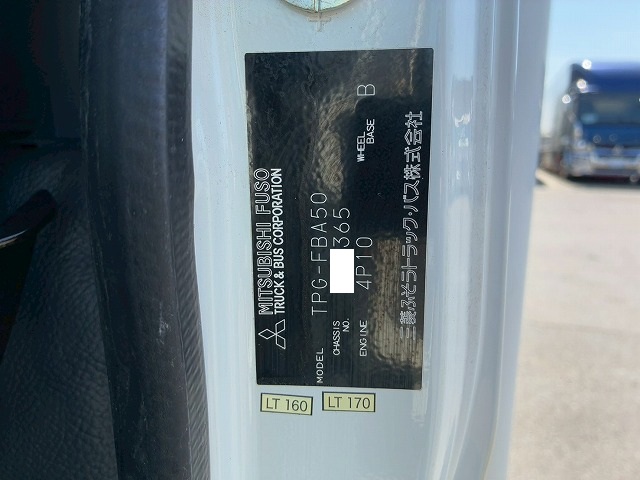 MITSUBISHI FUSO
TRUCK & BUS CORPORATION
MODEL TPG-FBA50
CHASSIS NO. 365
ENGINE 4P10
WHEEL BASE B
三菱ふそうトラック・バス株式会社
LT 160
LT 170